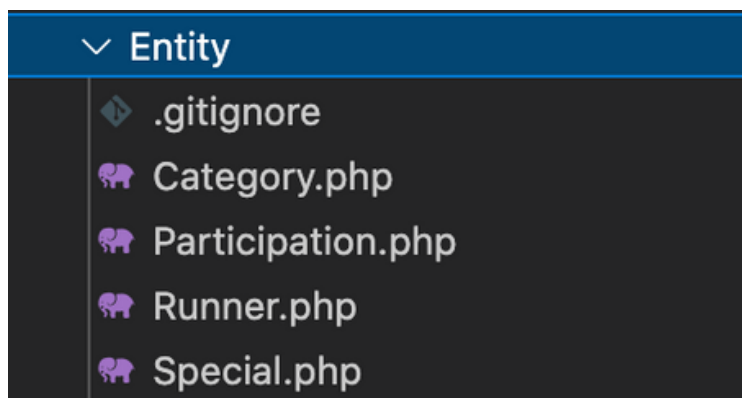 Entity
.gitignore
Category.php
Participation.php
Runner.php
Special.php